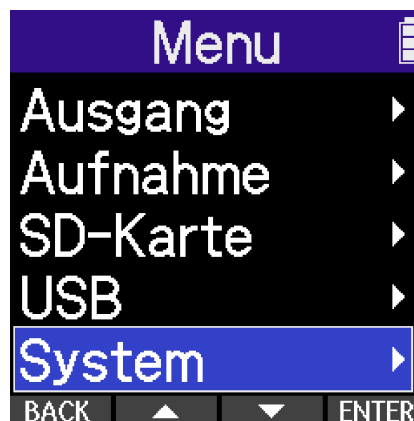 Menu
Ausgang
Aufnahme
SD-Karte
USB
System
BACK ENTER